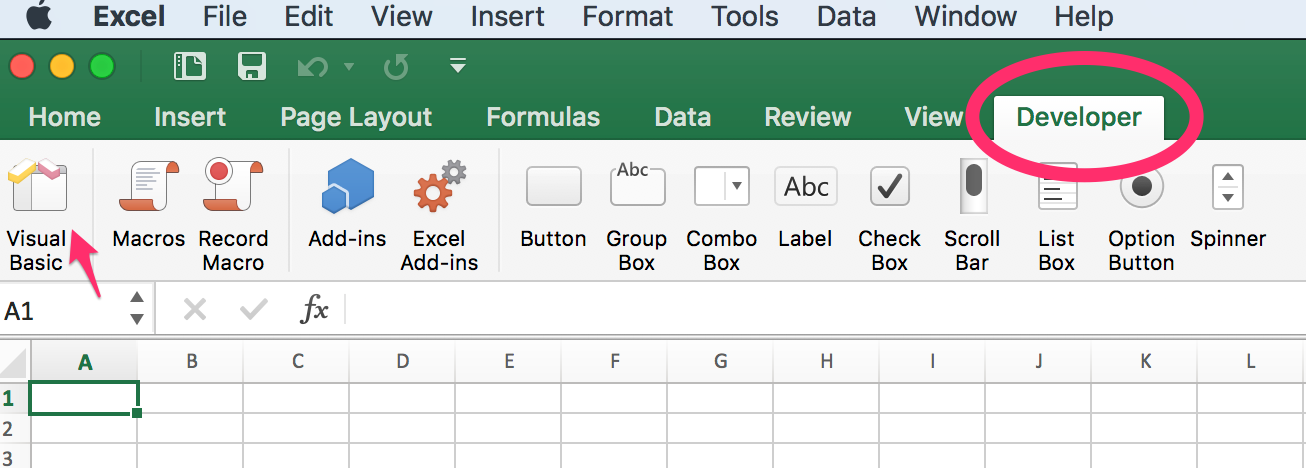 Excel File Edit View Insert Format Tools Data Window Help
Home Insert Page Layout Formulas Data Review View Developer
Abc
Abc
Visual Macros Record Add-ins Excel Button Group Combo Label Check Scroll List Option Spinner
Basic Macro Add-ins Box Box Box Bar Box Button
A1 fx
A B C D E F G H I J K L
1
2
3